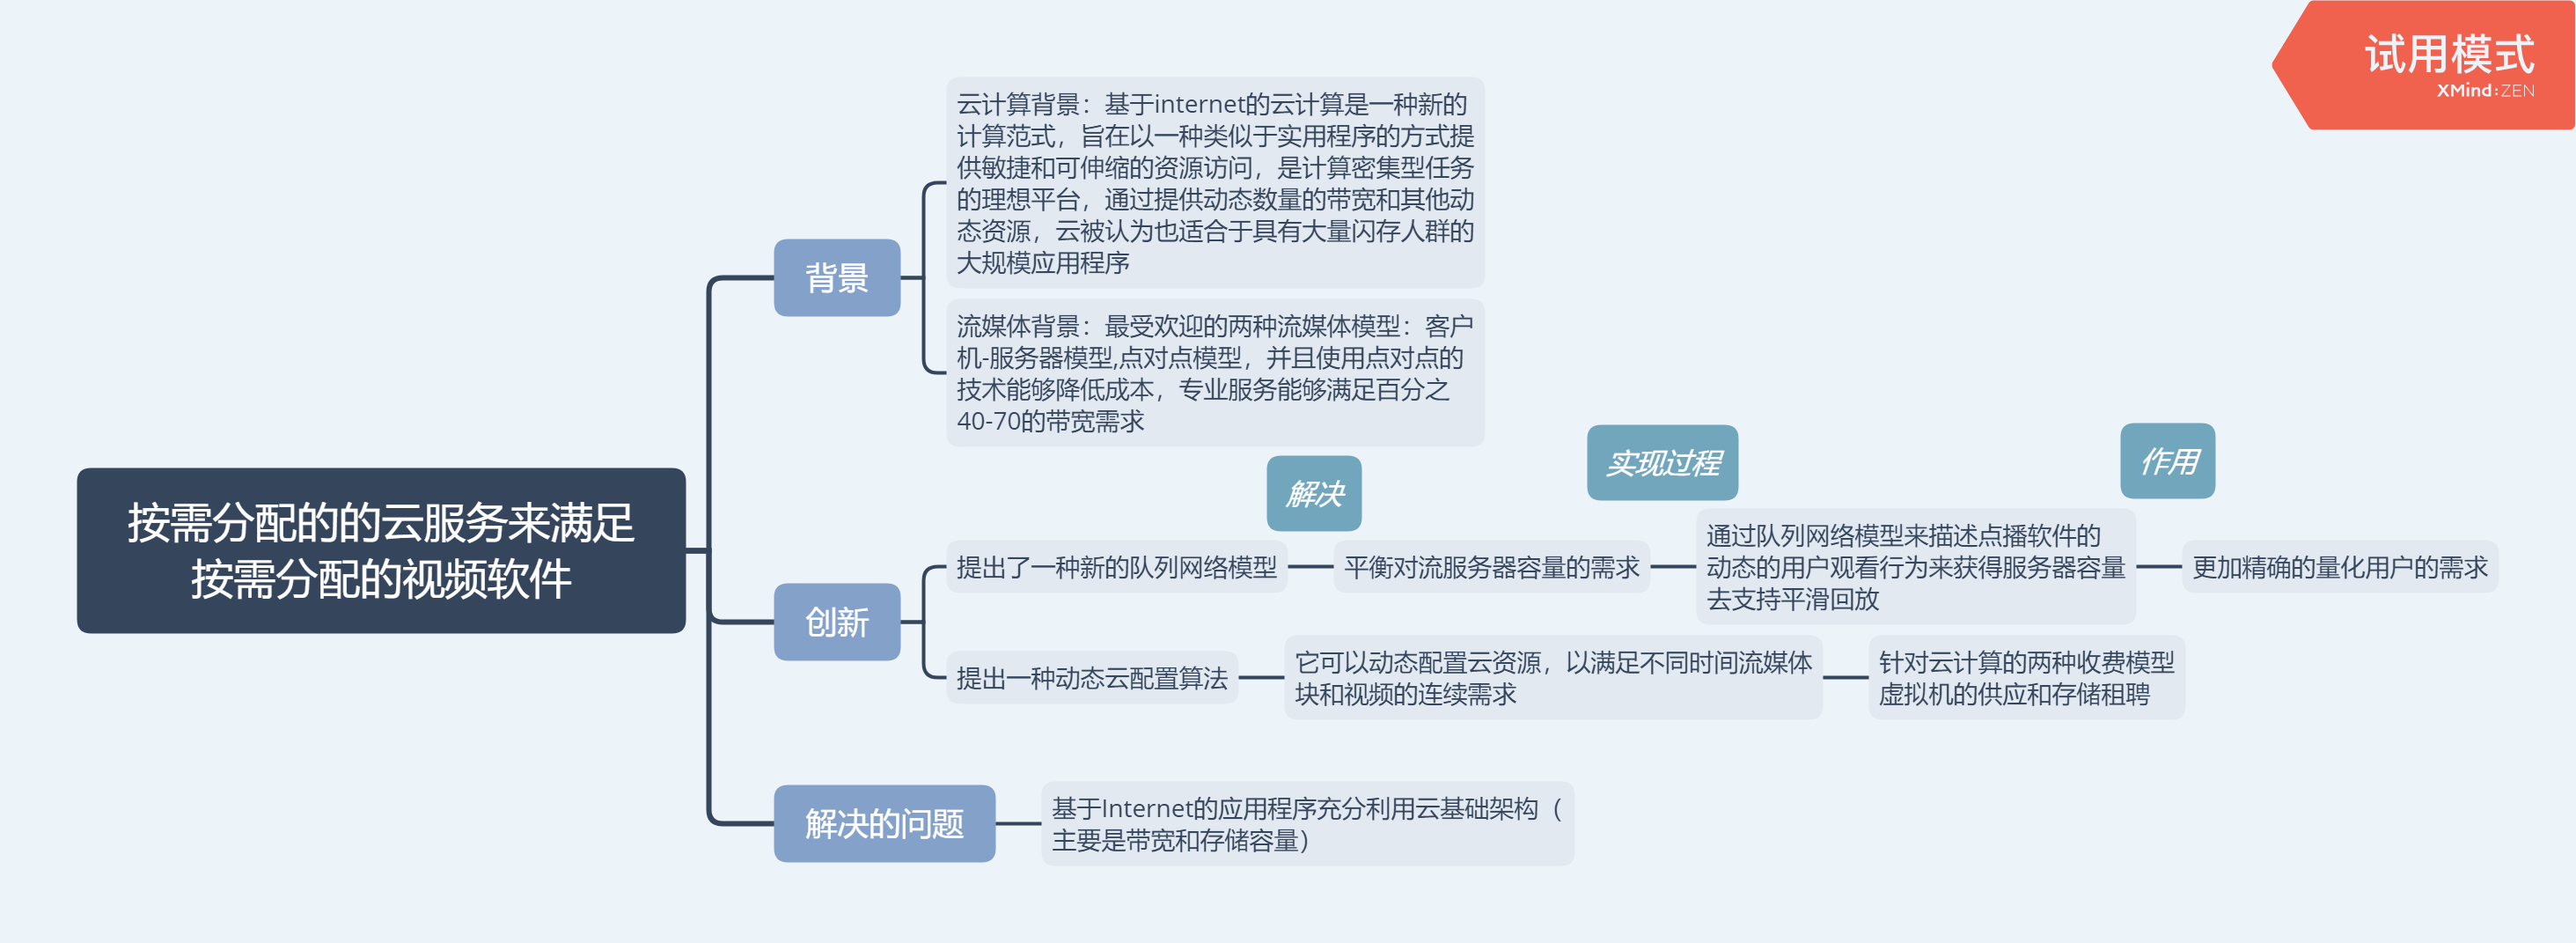 试用模式
XMind:ZEN
云计算背景：基于internet的云计算是一种新的
计算范式，旨在以一种类似于实用程序的方式提
供敏捷和可伸缩的资源访问，是计算密集型任务
的理想平台，通过提供动态数量的带宽和其他动
态资源，云被认为也适合于具有大量闪存人群的
大规模应用程序
背景
流媒体背景：最受欢迎的两种流媒体模型：客户
机-服务器模型,点对点模型，并且使用点对点的
技术能够降低成本，专业服务能够满足百分之
40-70的带宽需求
按需分配的的云服务来满足
按需分配的视频软件
解决
实现过程
作用
创新
提出了一种新的队列网络模型
平衡对流服务器容量的需求
通过队列网络模型来描述点播软件的
动态的用户观看行为来获得服务器容量
去支持平滑回放
更加精确的量化用户的需求
提出一种动态云配置算法
它可以动态配置云资源，以满足不同时间流媒体
块和视频的连续需求
针对云计算的两种收费模型
虚拟机的供应和存储租聘
解决的问题
基于Internet的应用程序充分利用云基础架构（
主要是带宽和存储容量）